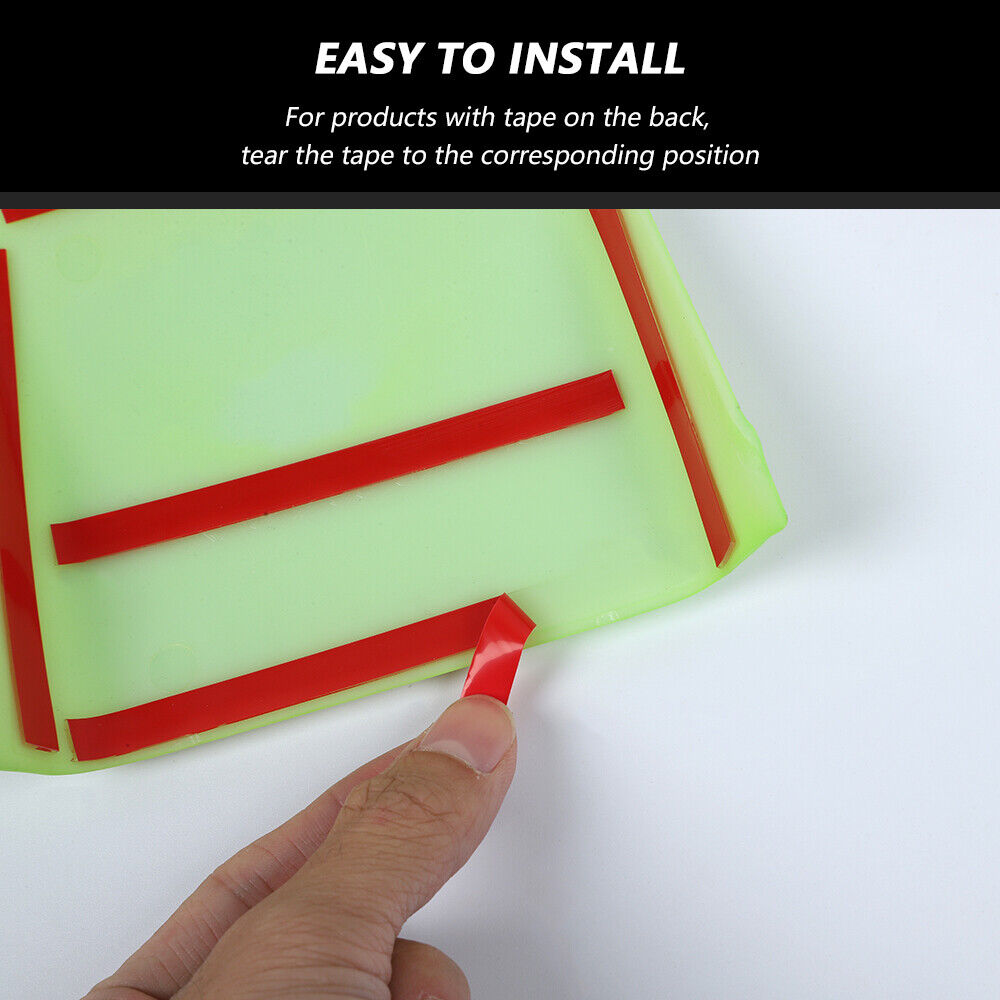 EASY TO INSTALL
For products with tape on the back,
tear the tape to the corresponding position